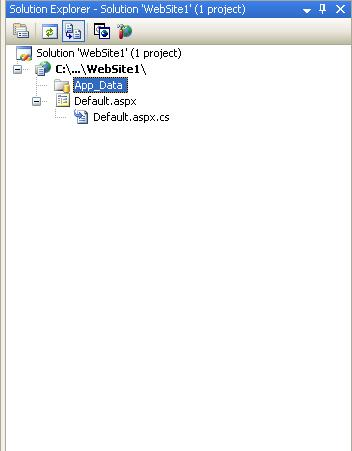 Solution Explorer - Solution 'WebSite1' (1 project)
Solution 'WebSite1' (1 project)
C:\...\WebSite1\
App_Data
Default.aspx
Default.aspx.cs